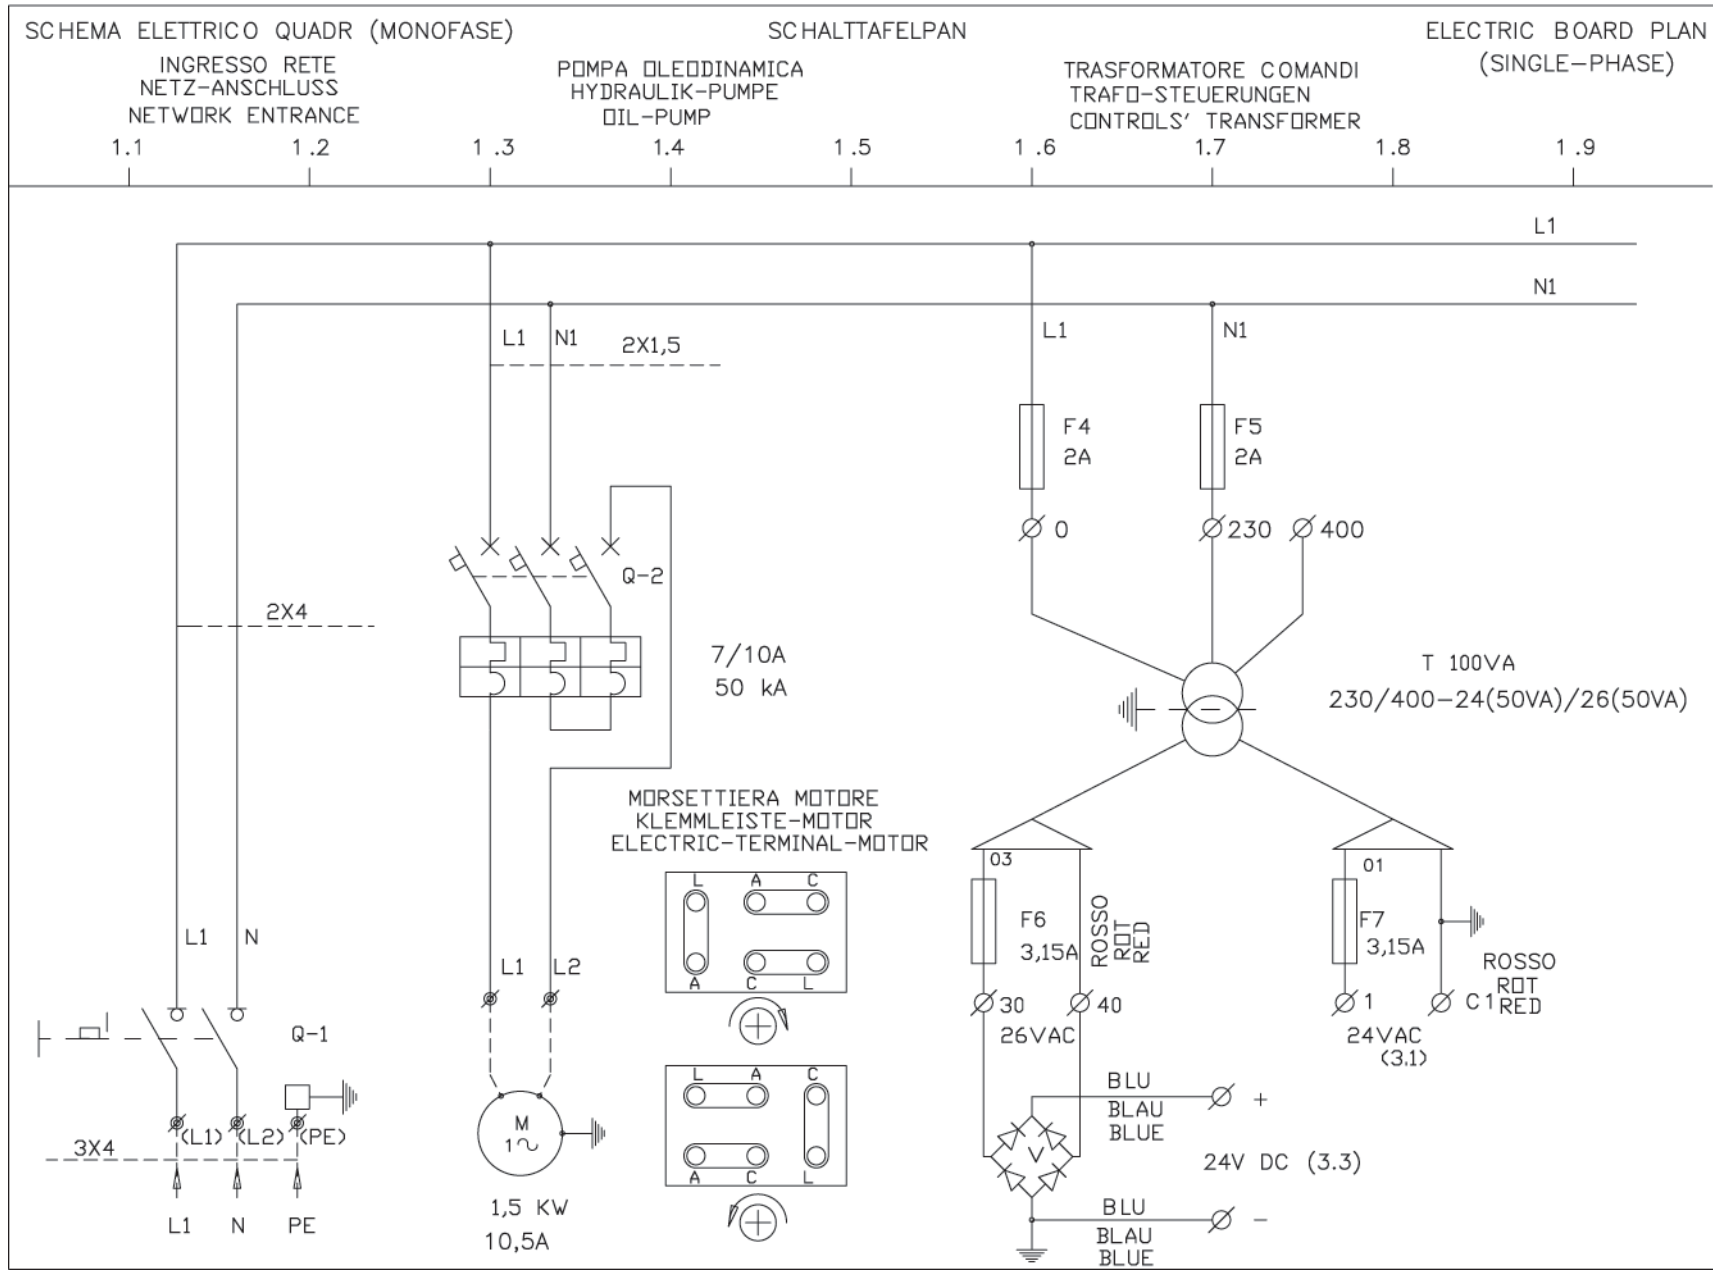 SCHEMA ELETTRICO QUADR (MONOFASE)
SCHALTTAFELPAN
ELECTRIC BOARD PLAN
(SINGLE-PHASE)
INGRESSO RETE
NETZ-ANSCHLUSS
NETWORK ENTRANCE
POMPA OLEODINAMICA
HYDRAULIK-PUMPE
OIL-PUMP
TRASFORMATORE COMANDI
TRAFO-STEUERUNGEN
CONTROLS' TRANSFORMER
1.1 1.2 1.3 1.4 1.5 1.6 1.7 1.8 1.9
L1
N1
L1 N1
2X1,5
L1
N1
F4
2A
F5
2A
0
230
400
Q-2
2X4
7/10A
50 kA
T 100VA
230/400-24(50VA)/26(50VA)
MORSETTIERA MOTORE
KLEMMLEISTE-MOTOR
ELECTRIC-TERMINAL-MOTOR
L A C
A C L
03
F6
3,15A
ROSSO
ROT
RED
01
F7
3,15A
ROSSO
ROT
RED
L1 N
L1 L2
30
40
26VAC
1
C1
24VAC
(3.1)
Q-1
L A C
A C L
(L1) (L2) (PE)
3X4
L1 N PE
M
1~
1,5 KW
10,5A
BLU
BLAU
BLUE
+
V
24V DC (3.3)
BLU
BLAU
BLUE
-